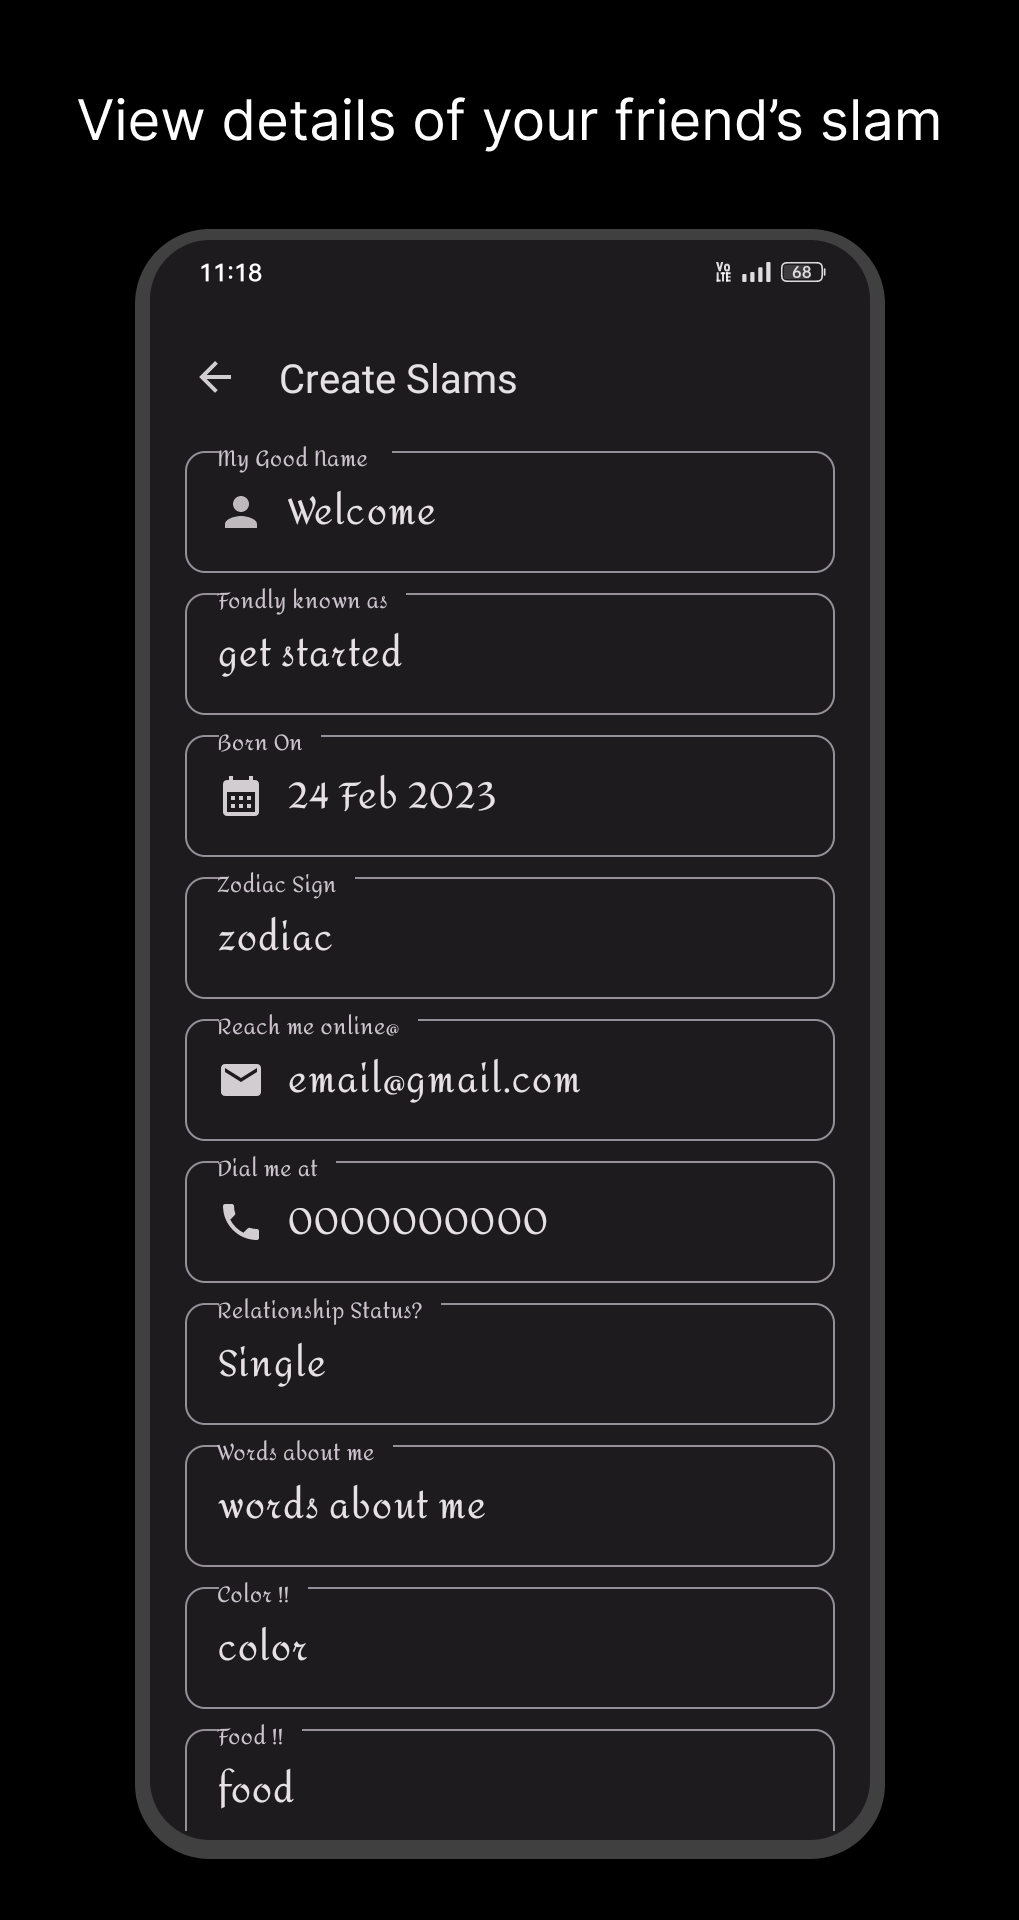 View details of your friend’s slam
11:18
Vo LTE 68
Create Slams
My Good Name
Welcome
Fondly known as
get started
Born On
24 Feb 2023
Zodiac Sign
zodiac
Reach me online@
email@gmail.com
Dial me at
0000000000
Relationship Status?
Single
Words about me
words about me
Color !!
color
Food !!
food